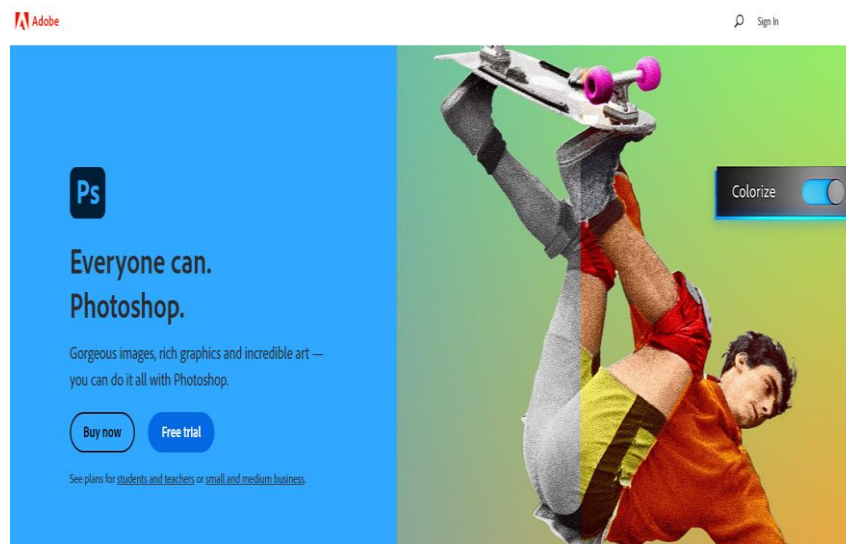 Adobe
Sign In
Ps
Colorize
Everyone can.
Photoshop.
Gorgeous images, rich graphics and incredible art —
you can do it all with Photoshop.
Buy now
Free trial
See plans for students and teachers or small and medium business.